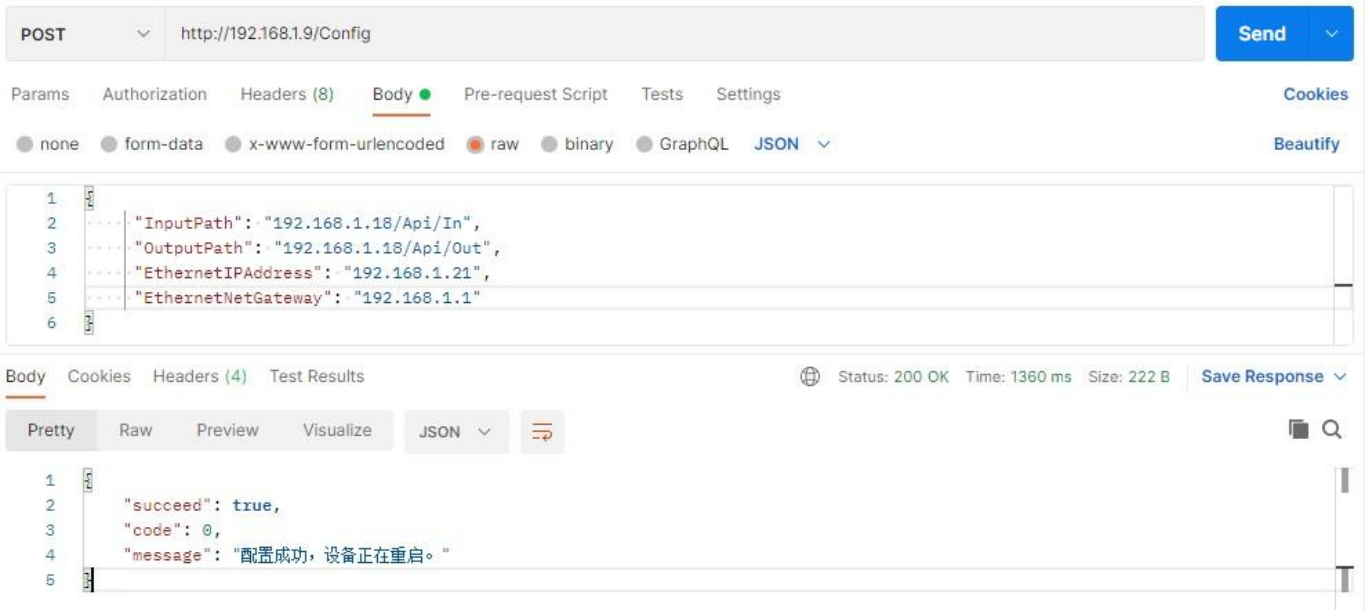 POST http://192.168.1.9/Config Send
Params Authorization Headers (8) Body Pre-request Script Tests Settings Cookies
none form-data x-www-form-urlencoded raw binary GraphQL JSON Beautify
1 {
2 "InputPath": "192.168.1.18/Api/In",
3 "OutputPath": "192.168.1.18/Api/Out",
4 "EthernetIPAddress": "192.168.1.21",
5 "EthernetNetGateway": "192.168.1.1"
6 }
Body Cookies Headers (4) Test Results Status: 200 OK Time: 1360 ms Size: 222 B Save Response
Pretty Raw Preview Visualize JSON
1 {
2 "succeed": true,
3 "code": 0,
4 "message": "配置成功，设备正在重启。"
5 }